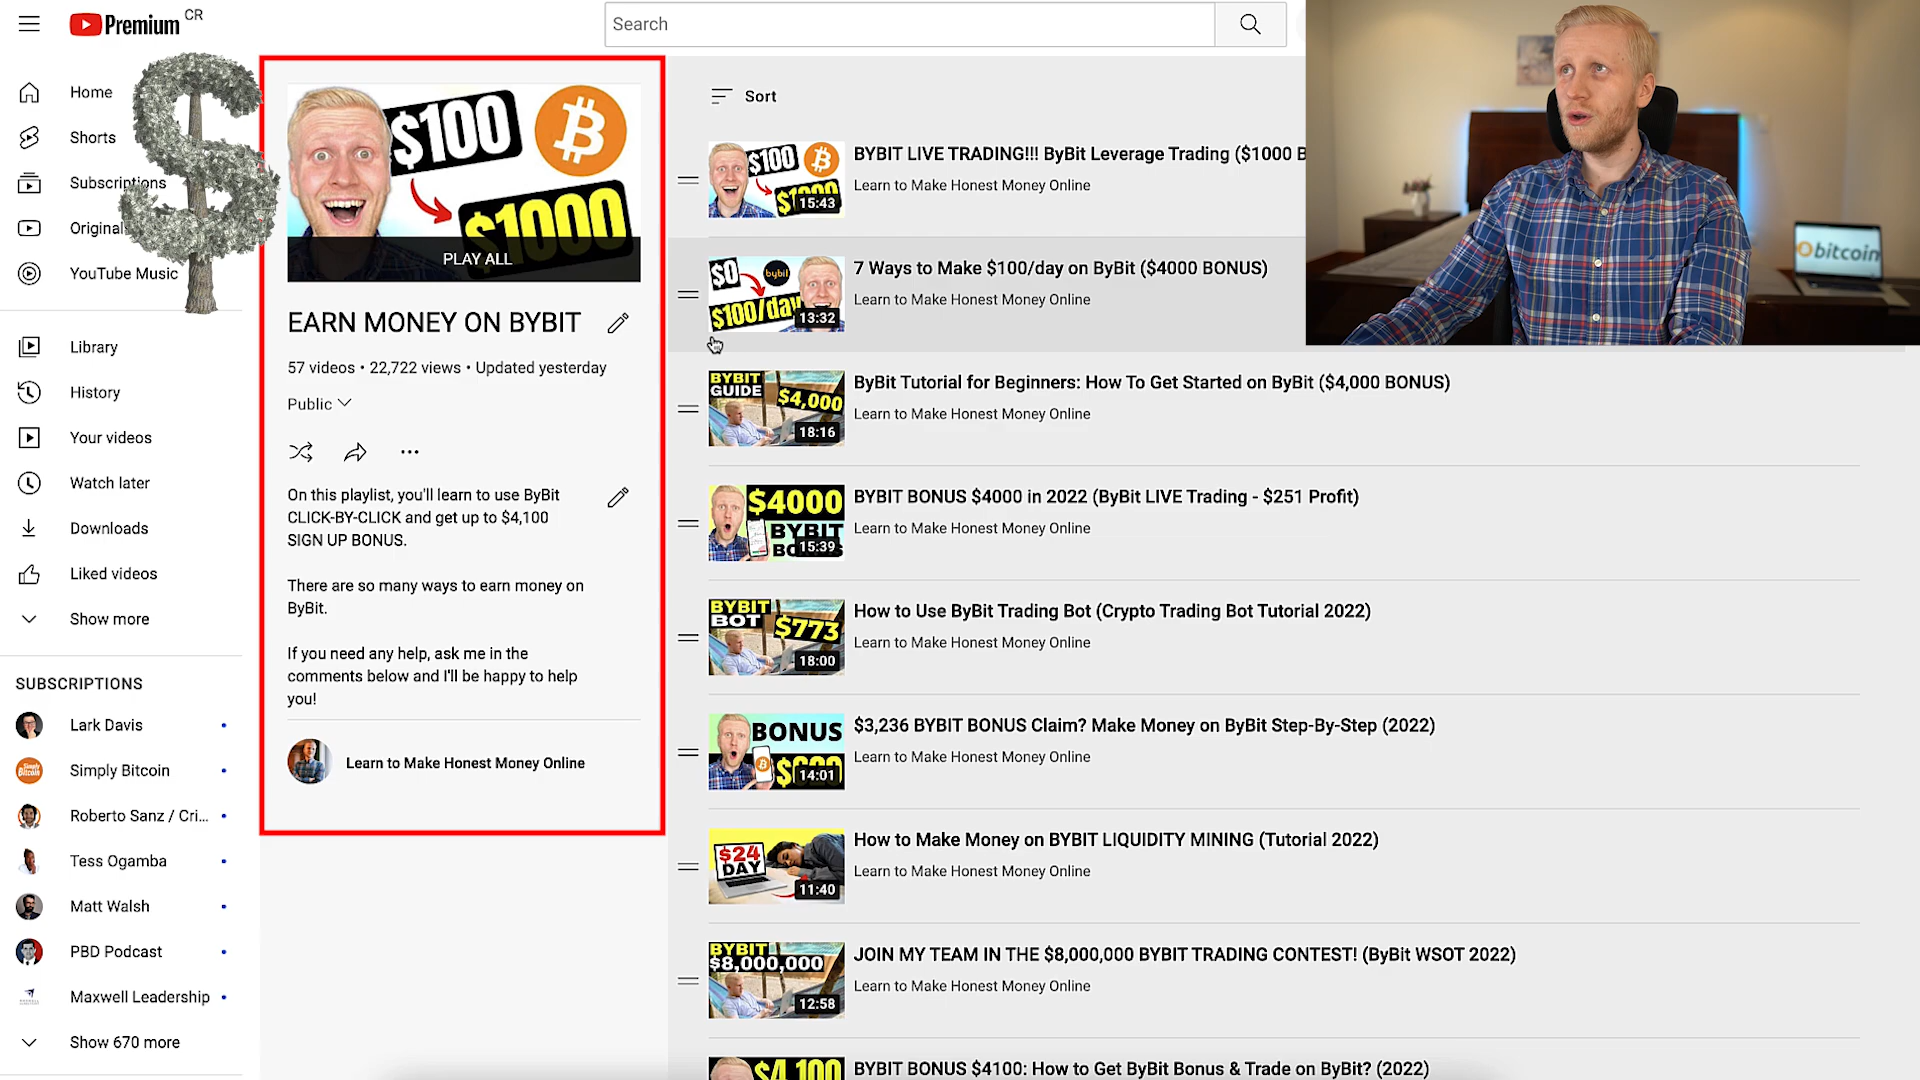 Premium CR
Search
Home
Shorts
Subscriptions
Original
YouTube Music
Library
History
Your videos
Watch later
Downloads
Liked videos
Show more
SUBSCRIPTIONS
Lark Davis
Simply Bitcoin
Roberto Sanz / Cri...
Tess Ogamba
Matt Walsh
PBD Podcast
Maxwell Leadership
Show 670 more
$100
$1000
PLAY ALL
EARN MONEY ON BYBIT
57 videos • 22,722 views • Updated yesterday
Public
On this playlist, you'll learn to use ByBit
CLICK-BY-CLICK and get up to $4,100
SIGN UP BONUS.
There are so many ways to earn money on
ByBit.
If you need any help, ask me in the
comments below and I'll be happy to help
you!
Learn to Make Honest Money Online
Sort
$100
15:43
BYBIT LIVE TRADING!!! ByBit Leverage Trading ($1000 B
Learn to Make Honest Money Online
$0
bybit
$100/day
13:32
7 Ways to Make $100/day on ByBit ($4000 BONUS)
Learn to Make Honest Money Online
BYBIT
GUIDE
$4,000
18:16
ByBit Tutorial for Beginners: How To Get Started on ByBit ($4,000 BONUS)
Learn to Make Honest Money Online
$4000
BYBIT
15:39
BYBIT BONUS $4000 in 2022 (ByBit LIVE Trading - $251 Profit)
Learn to Make Honest Money Online
BYBIT
BOT
$773
18:00
How to Use ByBit Trading Bot (Crypto Trading Bot Tutorial 2022)
Learn to Make Honest Money Online
BONUS
14:01
$3,236 BYBIT BONUS Claim? Make Money on ByBit Step-By-Step (2022)
Learn to Make Honest Money Online
$24
DAY
11:40
How to Make Money on BYBIT LIQUIDITY MINING (Tutorial 2022)
Learn to Make Honest Money Online
BYBIT
$8,000,000
12:58
JOIN MY TEAM IN THE $8,000,000 BYBIT TRADING CONTEST! (ByBit WSOT 2022)
Learn to Make Honest Money Online
$4,100
BYBIT BONUS $4100: How to Get ByBit Bonus & Trade on ByBit? (2022)
bitcoin